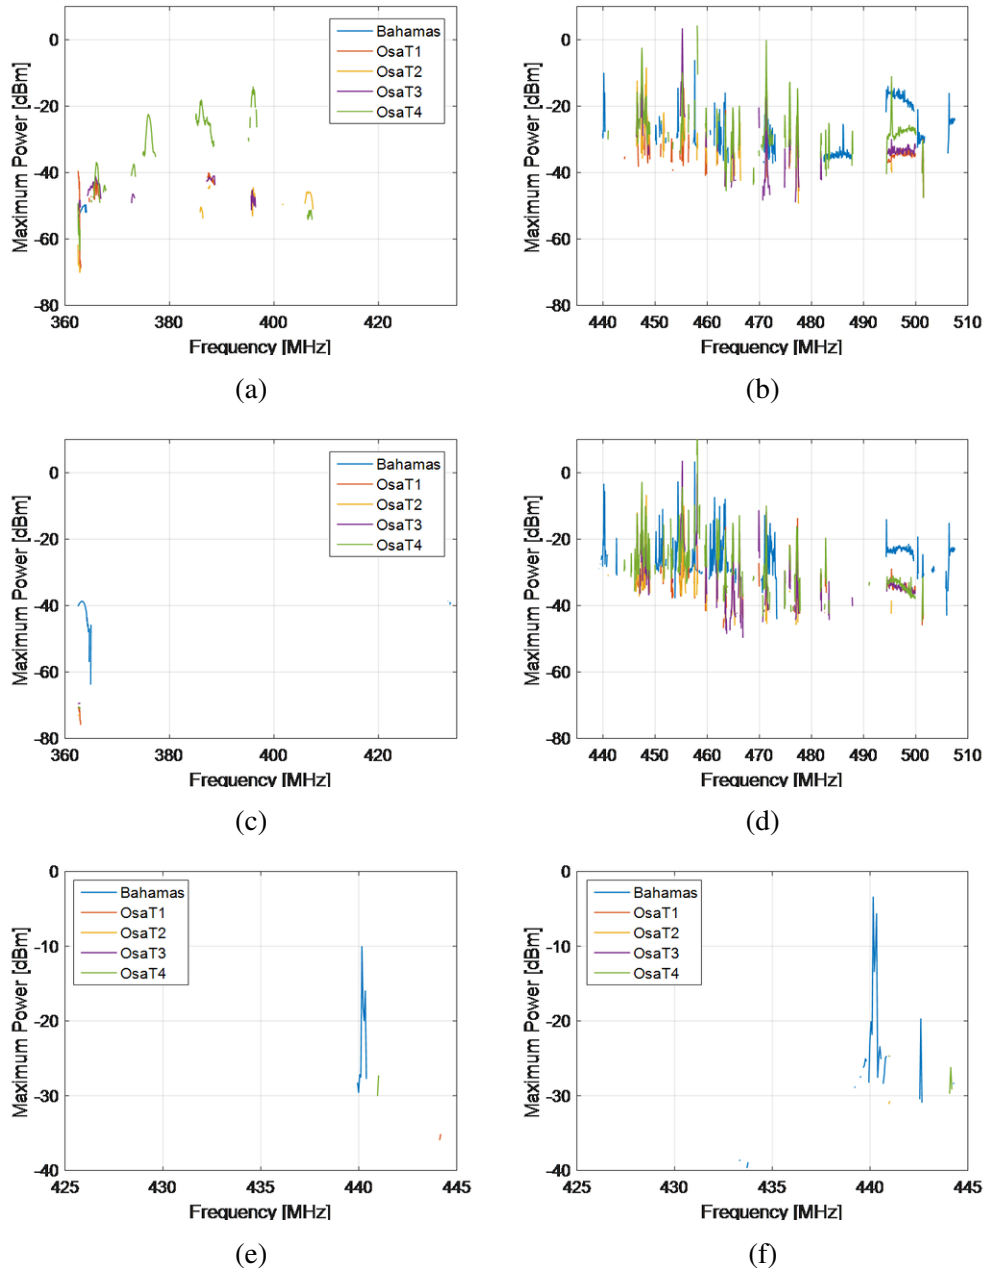 0
-20
-40
-60
-80
Maximum Power [dBm]
360
380
400
420
Frequency [MHz]
Bahamas
OsaT1
OsaT2
OsaT3
OsaT4
(a)
0
-20
-40
-60
-80
Maximum Power [dBm]
440
450
460
470
480
490
500
510
Frequency [MHz]
(b)
0
-20
-40
-60
-80
Maximum Power [dBm]
360
380
400
420
Frequency [MHz]
Bahamas
OsaT1
OsaT2
OsaT3
OsaT4
(c)
0
-20
-40
-60
-80
Maximum Power [dBm]
440
450
460
470
480
490
500
510
Frequency [MHz]
(d)
0
-10
-20
-30
-40
Maximum Power [dBm]
425
430
435
440
445
Frequency [MHz]
Bahamas
OsaT1
OsaT2
OsaT3
OsaT4
(e)
0
-10
-20
-30
-40
Maximum Power [dBm]
425
430
435
440
445
Frequency [MHz]
Bahamas
OsaT1
OsaT2
OsaT3
OsaT4
(f)